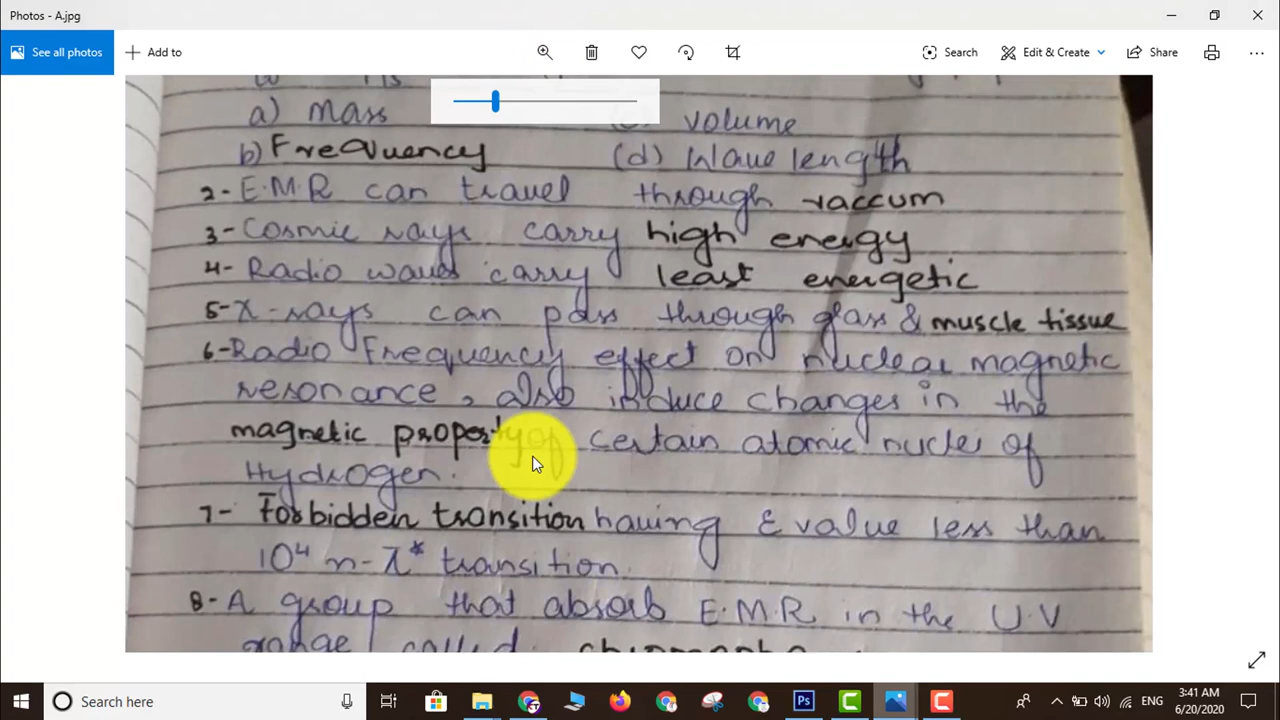 Photos - A.jpg
See all photos
Add to
Search
Edit & Create
Share
a) Mass
volume
b) Frequency
(d) Wave length
2- E.M.R can travel through vaccum
3- Cosmic rays carry high energy
4- Radio waves carry least energetic
5- X-rays can pass through glass & muscle tissue
6- Radio Frequency effect on nuclear magnetic
resonance, also induce changes in the
magnetic property of certain atomic nuclei of
Hydrogen.
7- Forbidden transition having ε value less than
10⁴ n-π* transition.
8- A group that absorb E.M.R in the U.V
range called
Search here
ENG
3:41 AM
6/20/2020
Ps